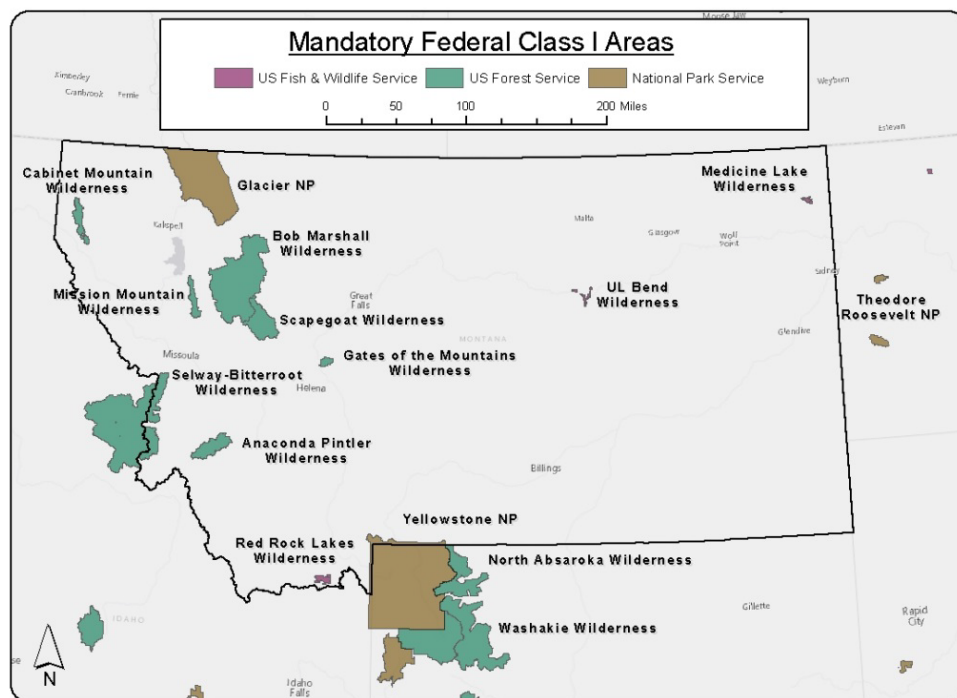 Moose Jaw
Mandatory Federal Class I Areas
US Fish & Wildlife Service
US Forest Service
National Park Service
0 50 100 200 Miles
Kimberley
Cranbrook
Fernie
Weyburn
Estevan
Cabinet Mountain
Wilderness
Glacier NP
Medicine Lake
Wilderness
Kalispell
Bob Marshall
Wilderness
Malta
Glasgow
Wolf
Point
Sidney
Mission Mountain
Wilderness
Great
Falls
UL Bend
Wilderness
Theodore
Roosevelt NP
Scapegoat Wilderness
Glendive
MONTANA
Missoula
Gates of the Mountains
Wilderness
Selway-Bitterroot
Wilderness
Helena
Anaconda Pintler
Wilderness
Billings
Yellowstone NP
Red Rock Lakes
Wilderness
North Absaroka Wilderness
Gillette
Rapid
City
IDAHO
Washakie Wilderness
N
Idaho
Falls